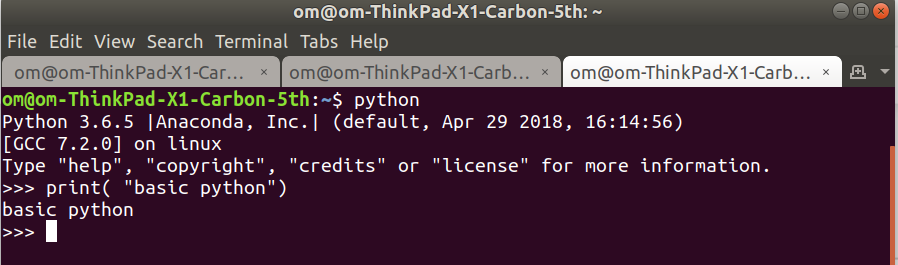 om@om-ThinkPad-X1-Carbon-5th: ~
File Edit View Search Terminal Tabs Help
om@om-ThinkPad-X1-Car... × om@om-ThinkPad-X1-Carb... × om@om-ThinkPad-X1-Carb... ×
om@om-ThinkPad-X1-Carbon-5th:~$ python
Python 3.6.5 |Anaconda, Inc.| (default, Apr 29 2018, 16:14:56)
[GCC 7.2.0] on linux
Type "help", "copyright", "credits" or "license" for more information.
>>> print( "basic python")
basic python
>>>